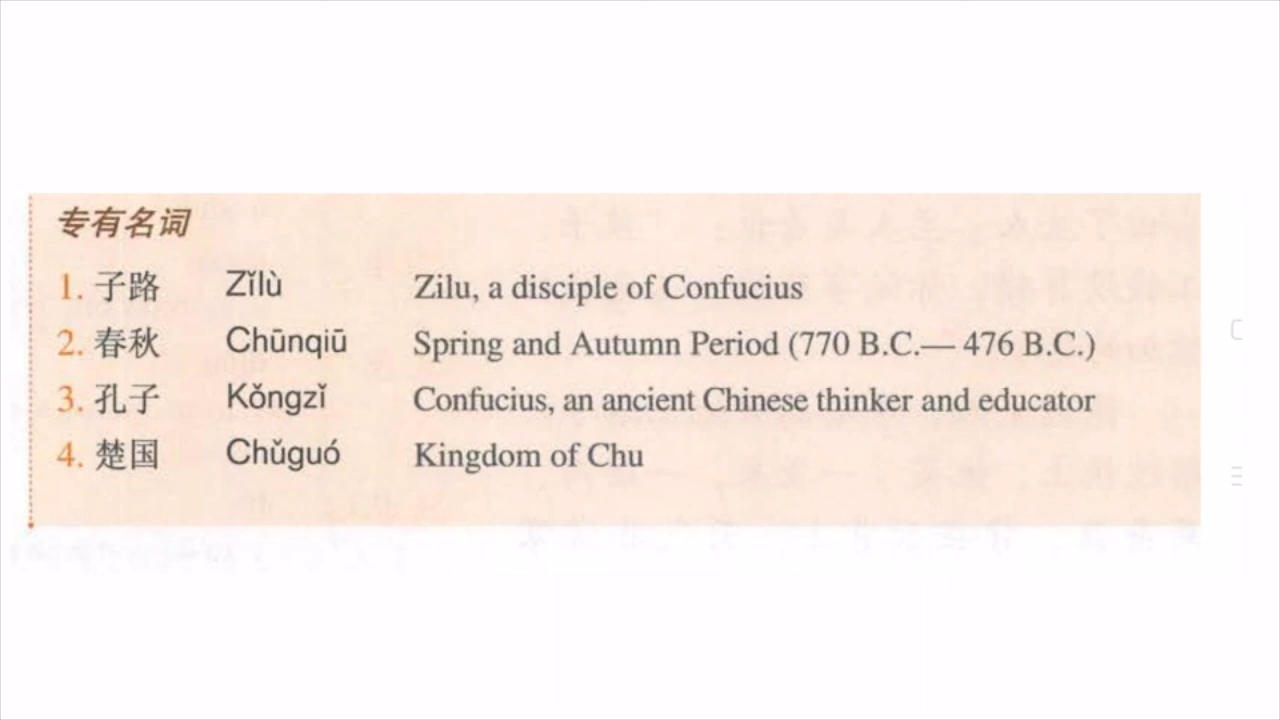 专有名词
1. 子路 Zǐlù Zilu, a disciple of Confucius
2. 春秋 Chūnqiū Spring and Autumn Period (770 B.C.— 476 B.C.)
3. 孔子 Kǒngzǐ Confucius, an ancient Chinese thinker and educator
4. 楚国 Chǔguó Kingdom of Chu